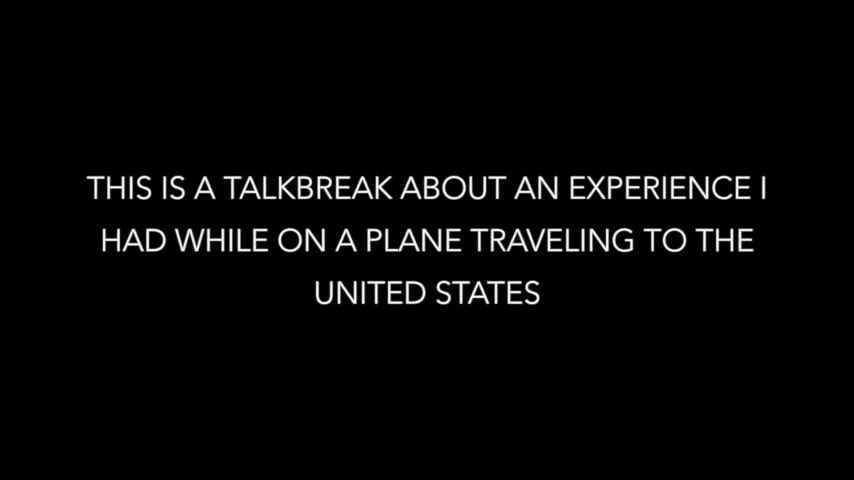 THIS IS A TALKBREAK ABOUT AN EXPERIENCE I
HAD WHILE ON A PLANE TRAVELING TO THE
UNITED STATES